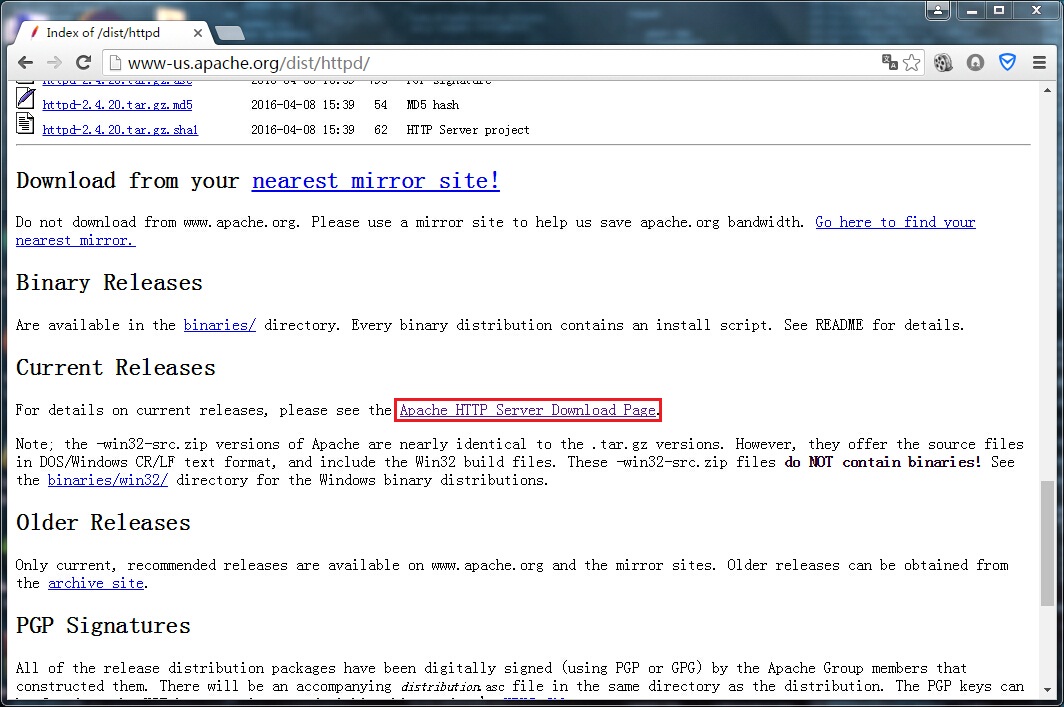 Index of /dist/httpd
www-us.apache.org/dist/httpd/
httpd-2.4.20.tar.gz.asc 2016-04-08 15:39 PGP signature
httpd-2.4.20.tar.gz.md5 2016-04-08 15:39 54 MD5 hash
httpd-2.4.20.tar.gz.sha1 2016-04-08 15:39 62 HTTP Server project
Download from your nearest mirror site!
Do not download from www.apache.org. Please use a mirror site to help us save apache.org bandwidth. Go here to find your
nearest mirror.
Binary Releases
Are available in the binaries/ directory. Every binary distribution contains an install script. See README for details.
Current Releases
For details on current releases, please see the Apache HTTP Server Download Page.
Note; the -win32-src.zip versions of Apache are nearly identical to the .tar.gz versions. However, they offer the source files
in DOS/Windows CR/LF text format, and include the Win32 build files. These -win32-src.zip files do NOT contain binaries! See
the binaries/win32/ directory for the Windows binary distributions.
Older Releases
Only current, recommended releases are available on www.apache.org and the mirror sites. Older releases can be obtained from
the archive site.
PGP Signatures
All of the release distribution packages have been digitally signed (using PGP or GPG) by the Apache Group members that
constructed them. There will be an accompanying distribution.asc file in the same directory as the distribution. The PGP keys can